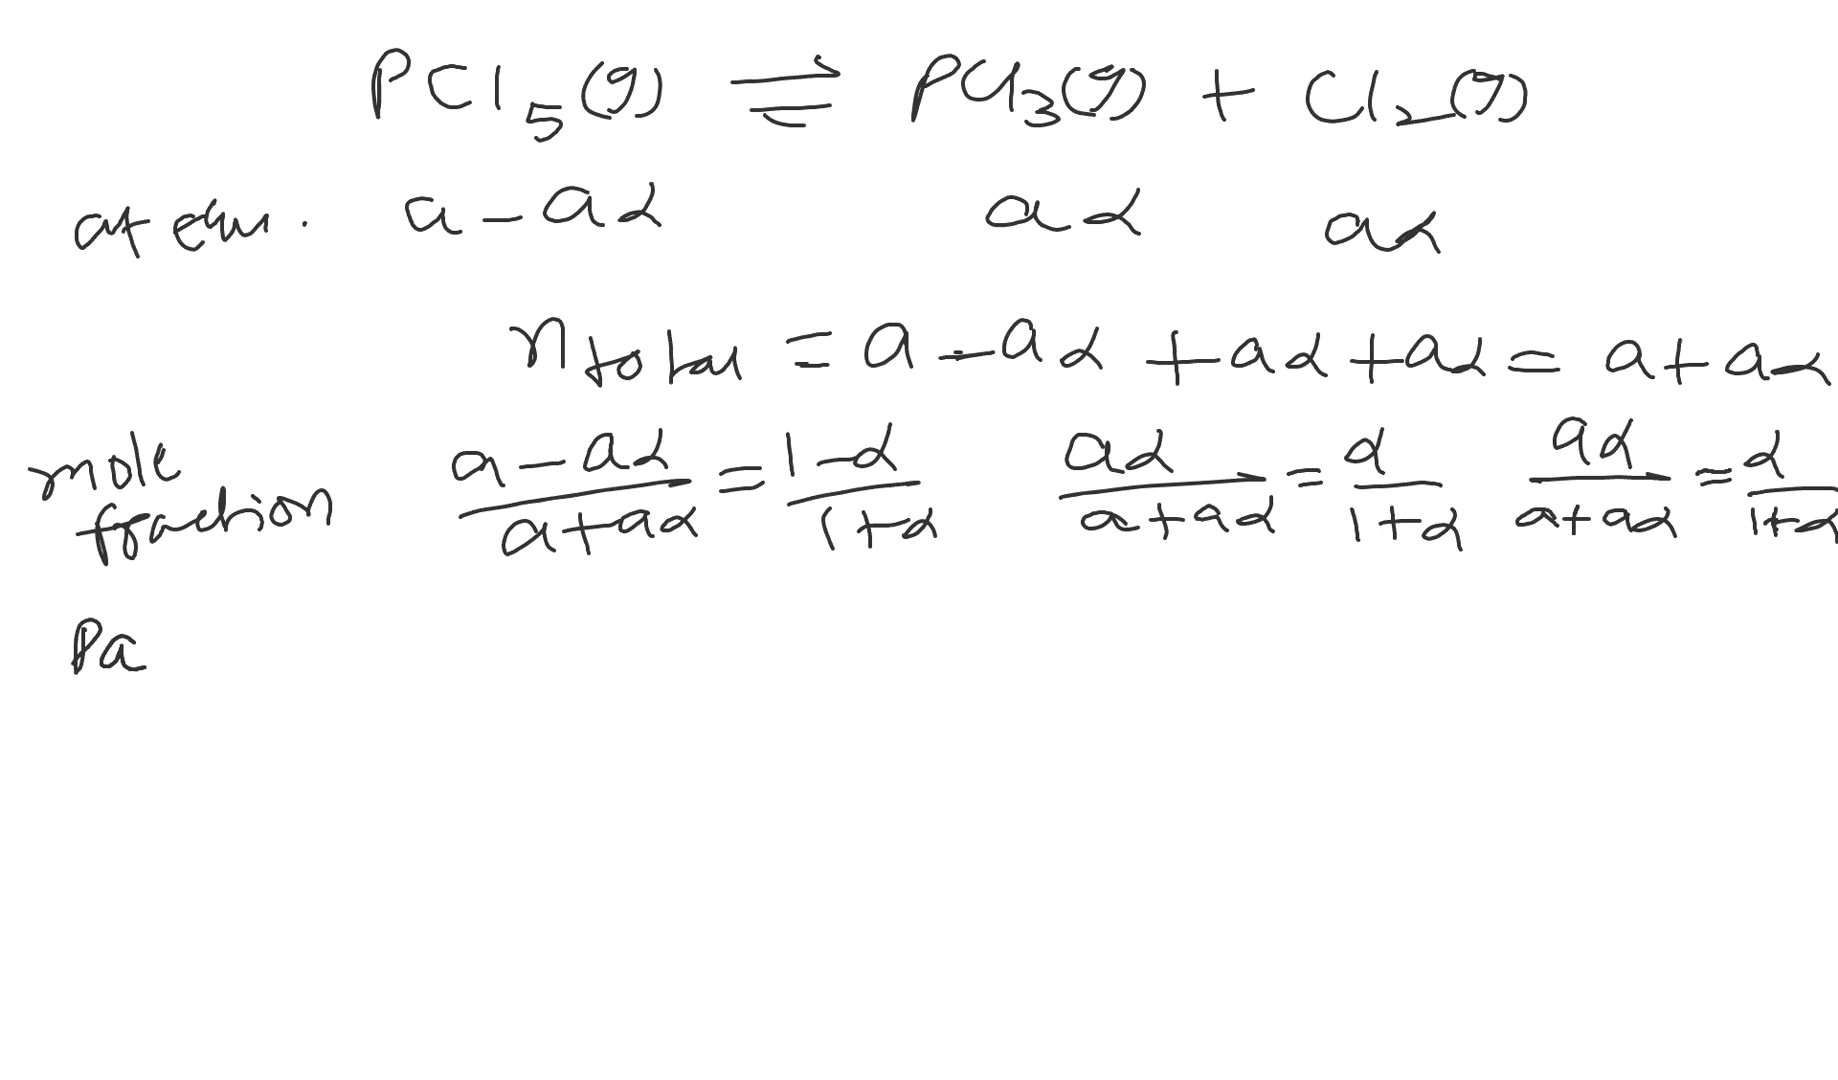 PCl₅(g) ⇌ PCl₃(g) + Cl₂(g)
at eqm. a-aα aα aα
n total = a-aα+aα+aα = a+aα
mole fraction (a-aα)/(a+aα) = (1-α)/(1+α) aα/(a+aα) = α/(1+α) aα/(a+aα) = α/(1+α)
Pa